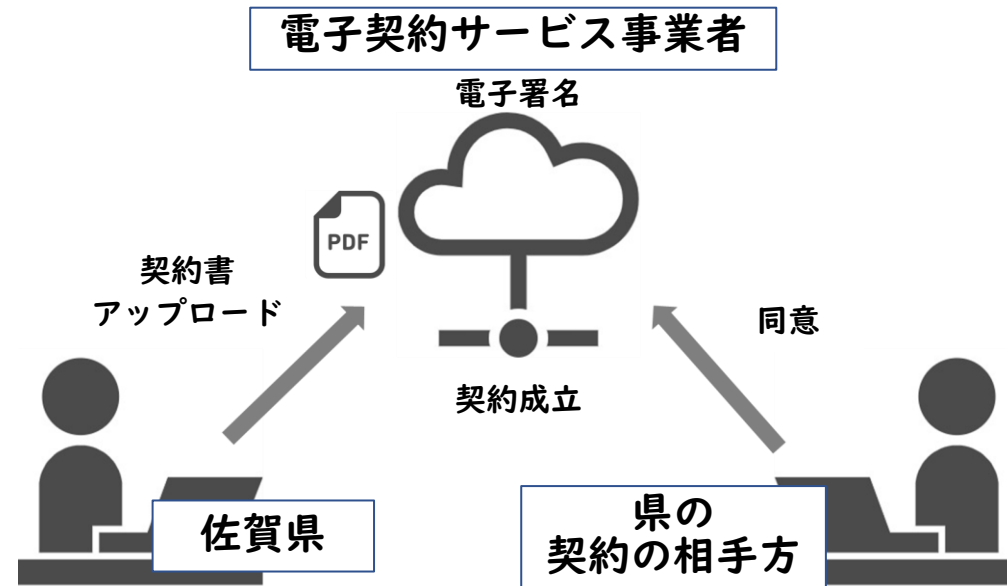 電子契約サービス事業者
電子署名
PDF
契約書
アップロード
同意
契約成立
佐賀県
県の
契約の相手方